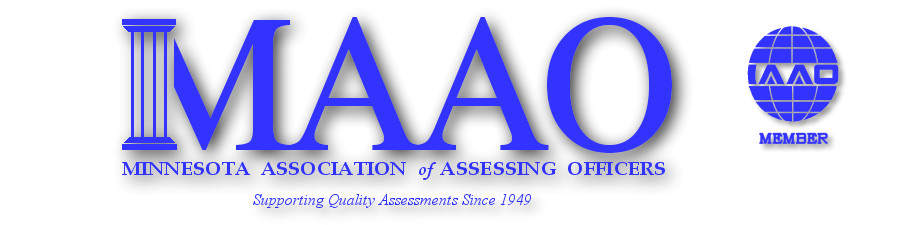 MAAO
MINNESOTA ASSOCIATION of ASSESSING OFFICERS
Supporting Quality Assessments Since 1949
IAAO
MEMBER